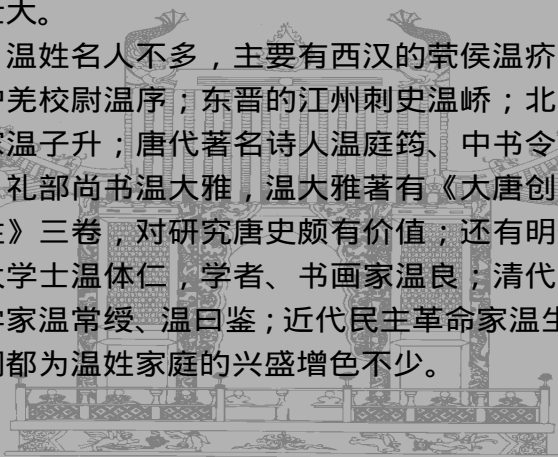 大。
温姓名人不多，主要有西汉的茕侯温疥
羌校尉温序；东晋的江州刺史温峤；北
温子升；唐代著名诗人温庭筠、中书令
礼部尚书温大雅，温大雅著有《大唐创
》三卷，对研究唐史颇有价值；还有明
学士温体仁，学者、书画家温良；清代
家温常绶、温日鉴；近代民主革命家温生
都为温姓家庭的兴盛增色不少。